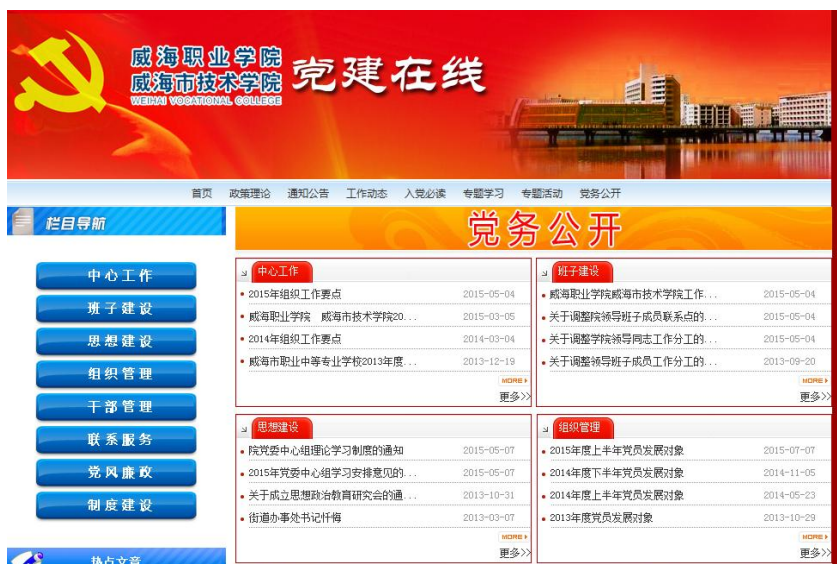 威海职业学院
威海市技术学院
WEIHAI VOCATIONAL COLLEGE
党建在线
首页 政策理论 通知公告 工作动态 入党必读 专题学习 专题活动 党务公开
栏目导航
中心工作
班子建设
思想建设
组织管理
干部管理
联系服务
党风廉政
制度建设
热点文章
党务公开
中心工作
2015年组织工作要点 2015-05-04
威海职业学院 威海市技术学院20... 2015-03-05
2014年组织工作要点 2014-03-04
威海市职业中等专业学校2013年度... 2013-12-19
MORE
更多>>
班子建设
威海职业学院威海市技术学院工作... 2015-05-04
关于调整院领导班子成员联系点的... 2015-05-04
关于调整学院领导同志工作分工的... 2015-05-04
关于调整领导班子成员工作分工的... 2013-09-20
MORE
更多>>
思想建设
院党委中心组理论学习制度的通知 2015-05-07
2015年党委中心组学习安排意见的... 2015-05-07
关于成立思想政治教育研究会的通... 2013-10-31
街道办事处书记忏悔 2013-03-07
MORE
更多>>
组织管理
2015年度上半年党员发展对象 2015-07-07
2014年度下半年党员发展对象 2014-11-05
2014年度上半年党员发展对象 2014-05-23
2013年度党员发展对象 2013-10-29
MORE
更多>>